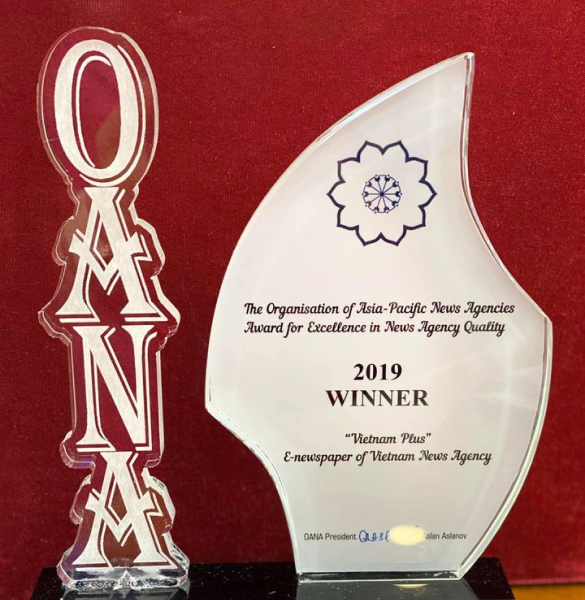 OANA
The Organisation of Asia-Pacific News Agencies
Award for Excellence in News Agency Quality
2019
WINNER
“Vietnam Plus”
E-newspaper of Vietnam News Agency
OANA President Aslan Aslanov